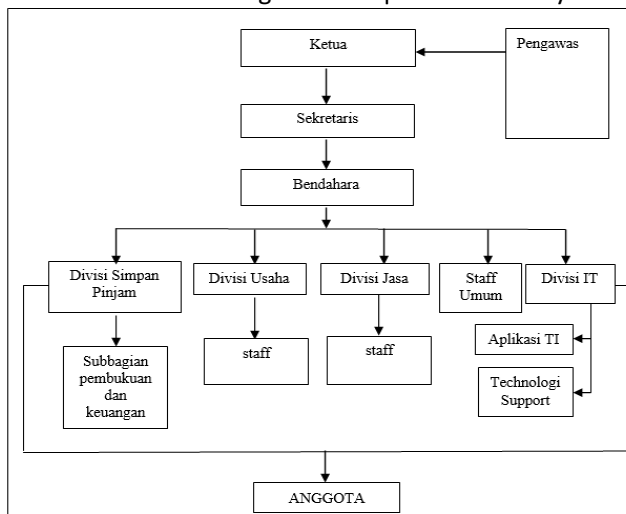 Ketua
Pengawas
Sekretaris
Bendahara
Divisi Simpan
Pinjam
Divisi Usaha
Divisi Jasa
Staff
Umum
Divisi IT
Subbagian
pembukuan
dan
keuangan
staff
staff
Aplikasi TI
Technologi
Support
ANGGOTA